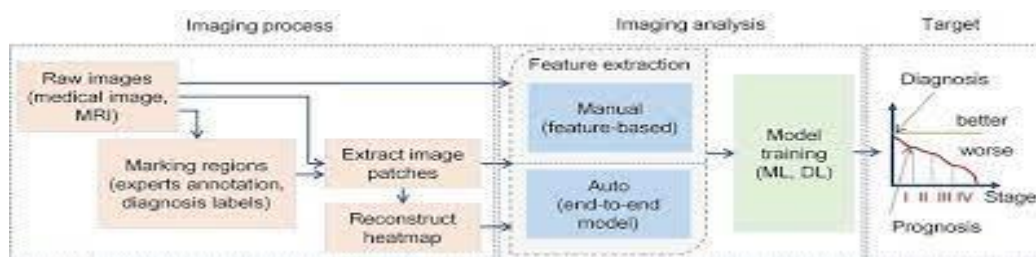 Imaging process
Imaging analysis
Target
Raw images
(medical image,
MRI)
Marking regions
(experts annotation,
diagnosis labels)
Extract image
patches
Reconstruct
heatmap
Feature extraction
Manual
(feature-based)
Auto
(end-to-end
model)
Model
training
(ML, DL)
Diagnosis
better
worse
I II III IV Stage
Prognosis